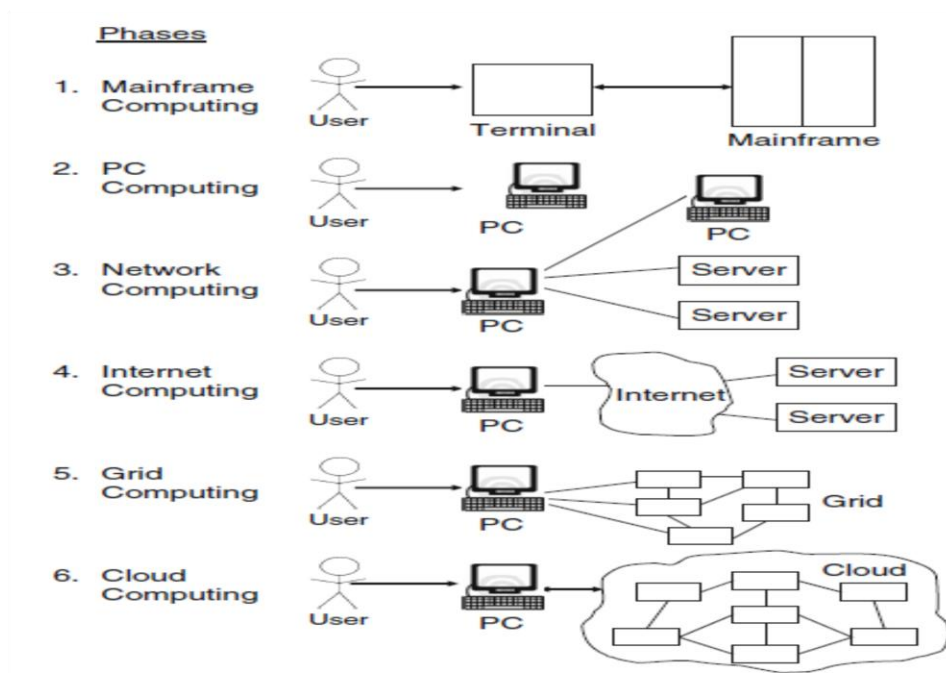 Phases
1. Mainframe
Computing
User
Terminal
Mainframe
2. PC
Computing
User
PC
PC
3. Network
Computing
User
PC
Server
Server
4. Internet
Computing
User
PC
Internet
Server
Server
5. Grid
Computing
User
PC
Grid
6. Cloud
Computing
User
PC
Cloud